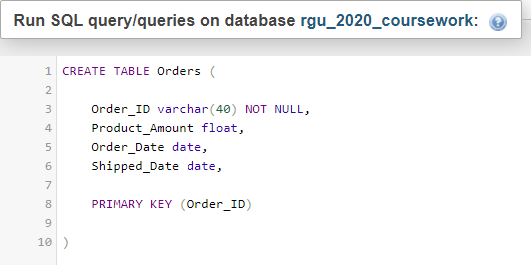 Run SQL query/queries on database rgu_2020_coursework:
1 CREATE TABLE Orders (
2
3 Order_ID varchar(40) NOT NULL,
4 Product_Amount float,
5 Order_Date date,
6 Shipped_Date date,
7
8 PRIMARY KEY (Order_ID)
9
10 )